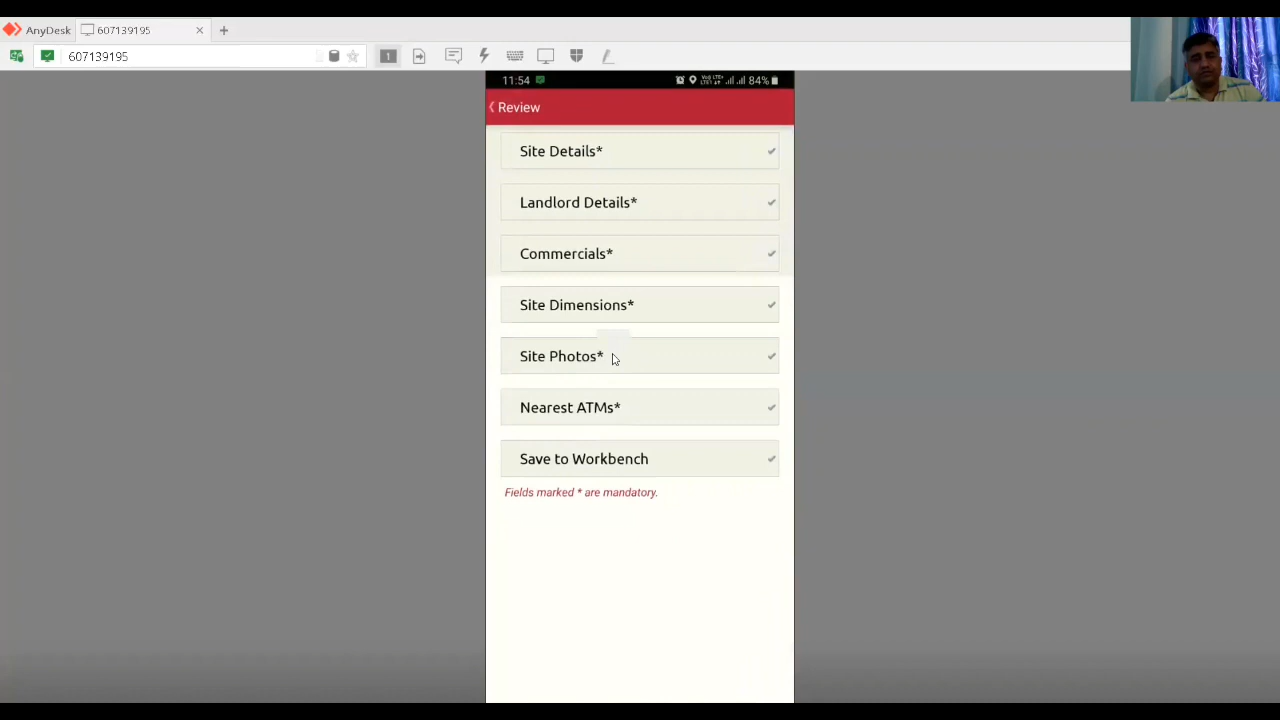 AnyDesk
607139195
607139195
1
11:54
84%
Review
Site Details*
Landlord Details*
Commercials*
Site Dimensions*
Site Photos*
Nearest ATMs*
Save to Workbench
Fields marked * are mandatory.